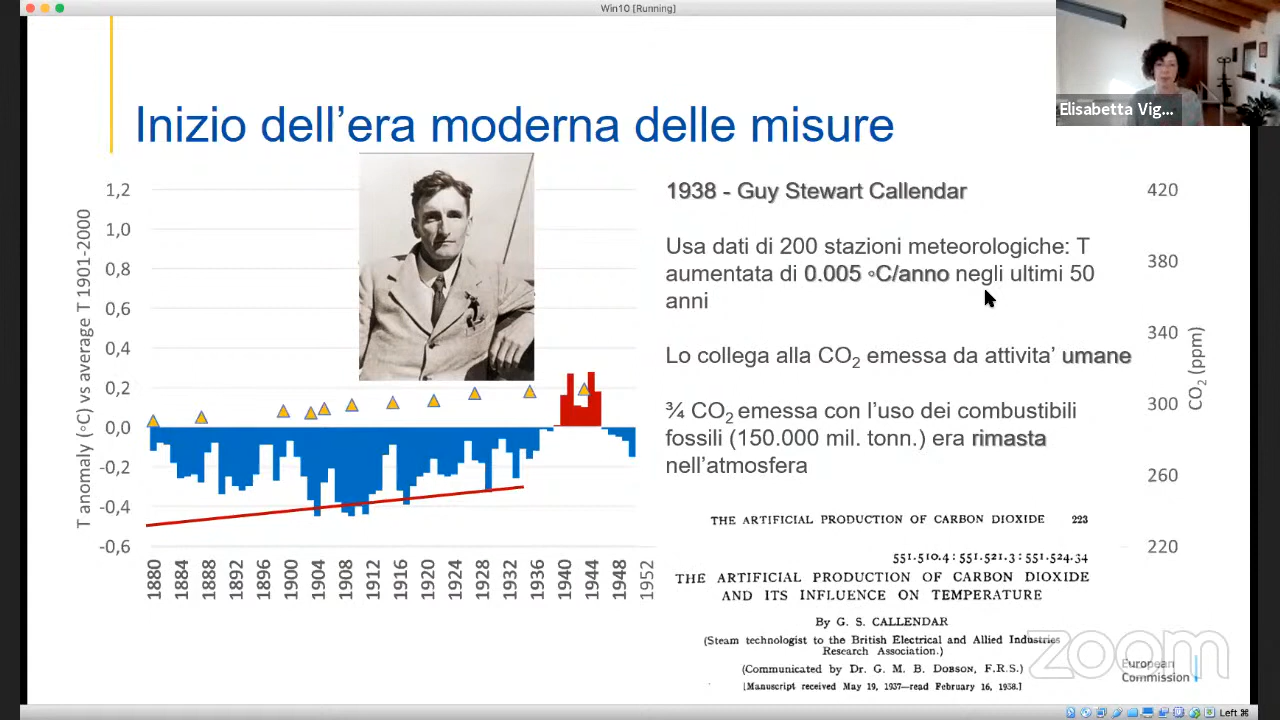 Win10 [Running]
Elisabetta Vig...
Inizio dell'era moderna delle misure
T anomaly (◦C) vs average T 1901-2000
1,2
1,0
0,8
0,6
0,4
0,2
0,0
-0,2
-0,4
-0,6
1880 1884 1888 1892 1896 1900 1904 1908 1912 1916 1920 1924 1928 1932 1936 1940 1944 1948 1952
1938 - Guy Stewart Callendar
Usa dati di 200 stazioni meteorologiche: T
aumentata di 0.005 ◦C/anno negli ultimi 50
anni
Lo collega alla CO2 emessa da attivita' umane
¾ CO2 emessa con l'uso dei combustibili
fossili (150.000 mil. tonn.) era rimasta
nell'atmosfera
420
380
340
300
260
220
CO2 (ppm)
THE ARTIFICIAL PRODUCTION OF CARBON DIOXIDE 223
551.510.4 : 551.521.3 : 551.524.34
THE ARTIFICIAL PRODUCTION OF CARBON DIOXIDE
AND ITS INFLUENCE ON TEMPERATURE
By G. S. CALLENDAR
(Steam technologist to the British Electrical and Allied Industries
Research Association.)
(Communicated by Dr. G. M. B. DOBSON, F.R.S.)
[Manuscript received May 19, 1937—read February 16, 1938.]
zoom
European
Commission
Left ⌘